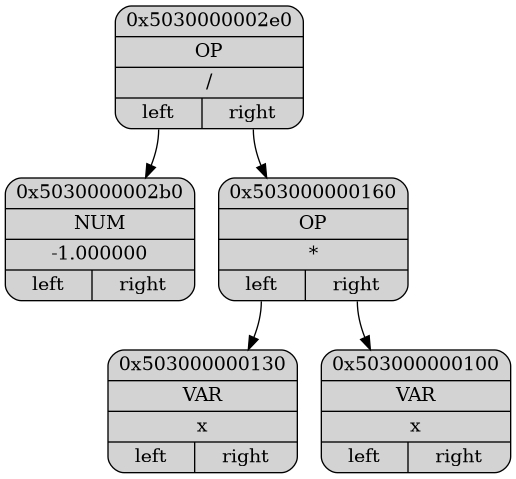 0x5030000002e0
OP
/
left right
0x5030000002b0
NUM
-1.000000
left right
0x503000000160
OP
*
left right
0x503000000130
VAR
x
left right
0x503000000100
VAR
x
left right